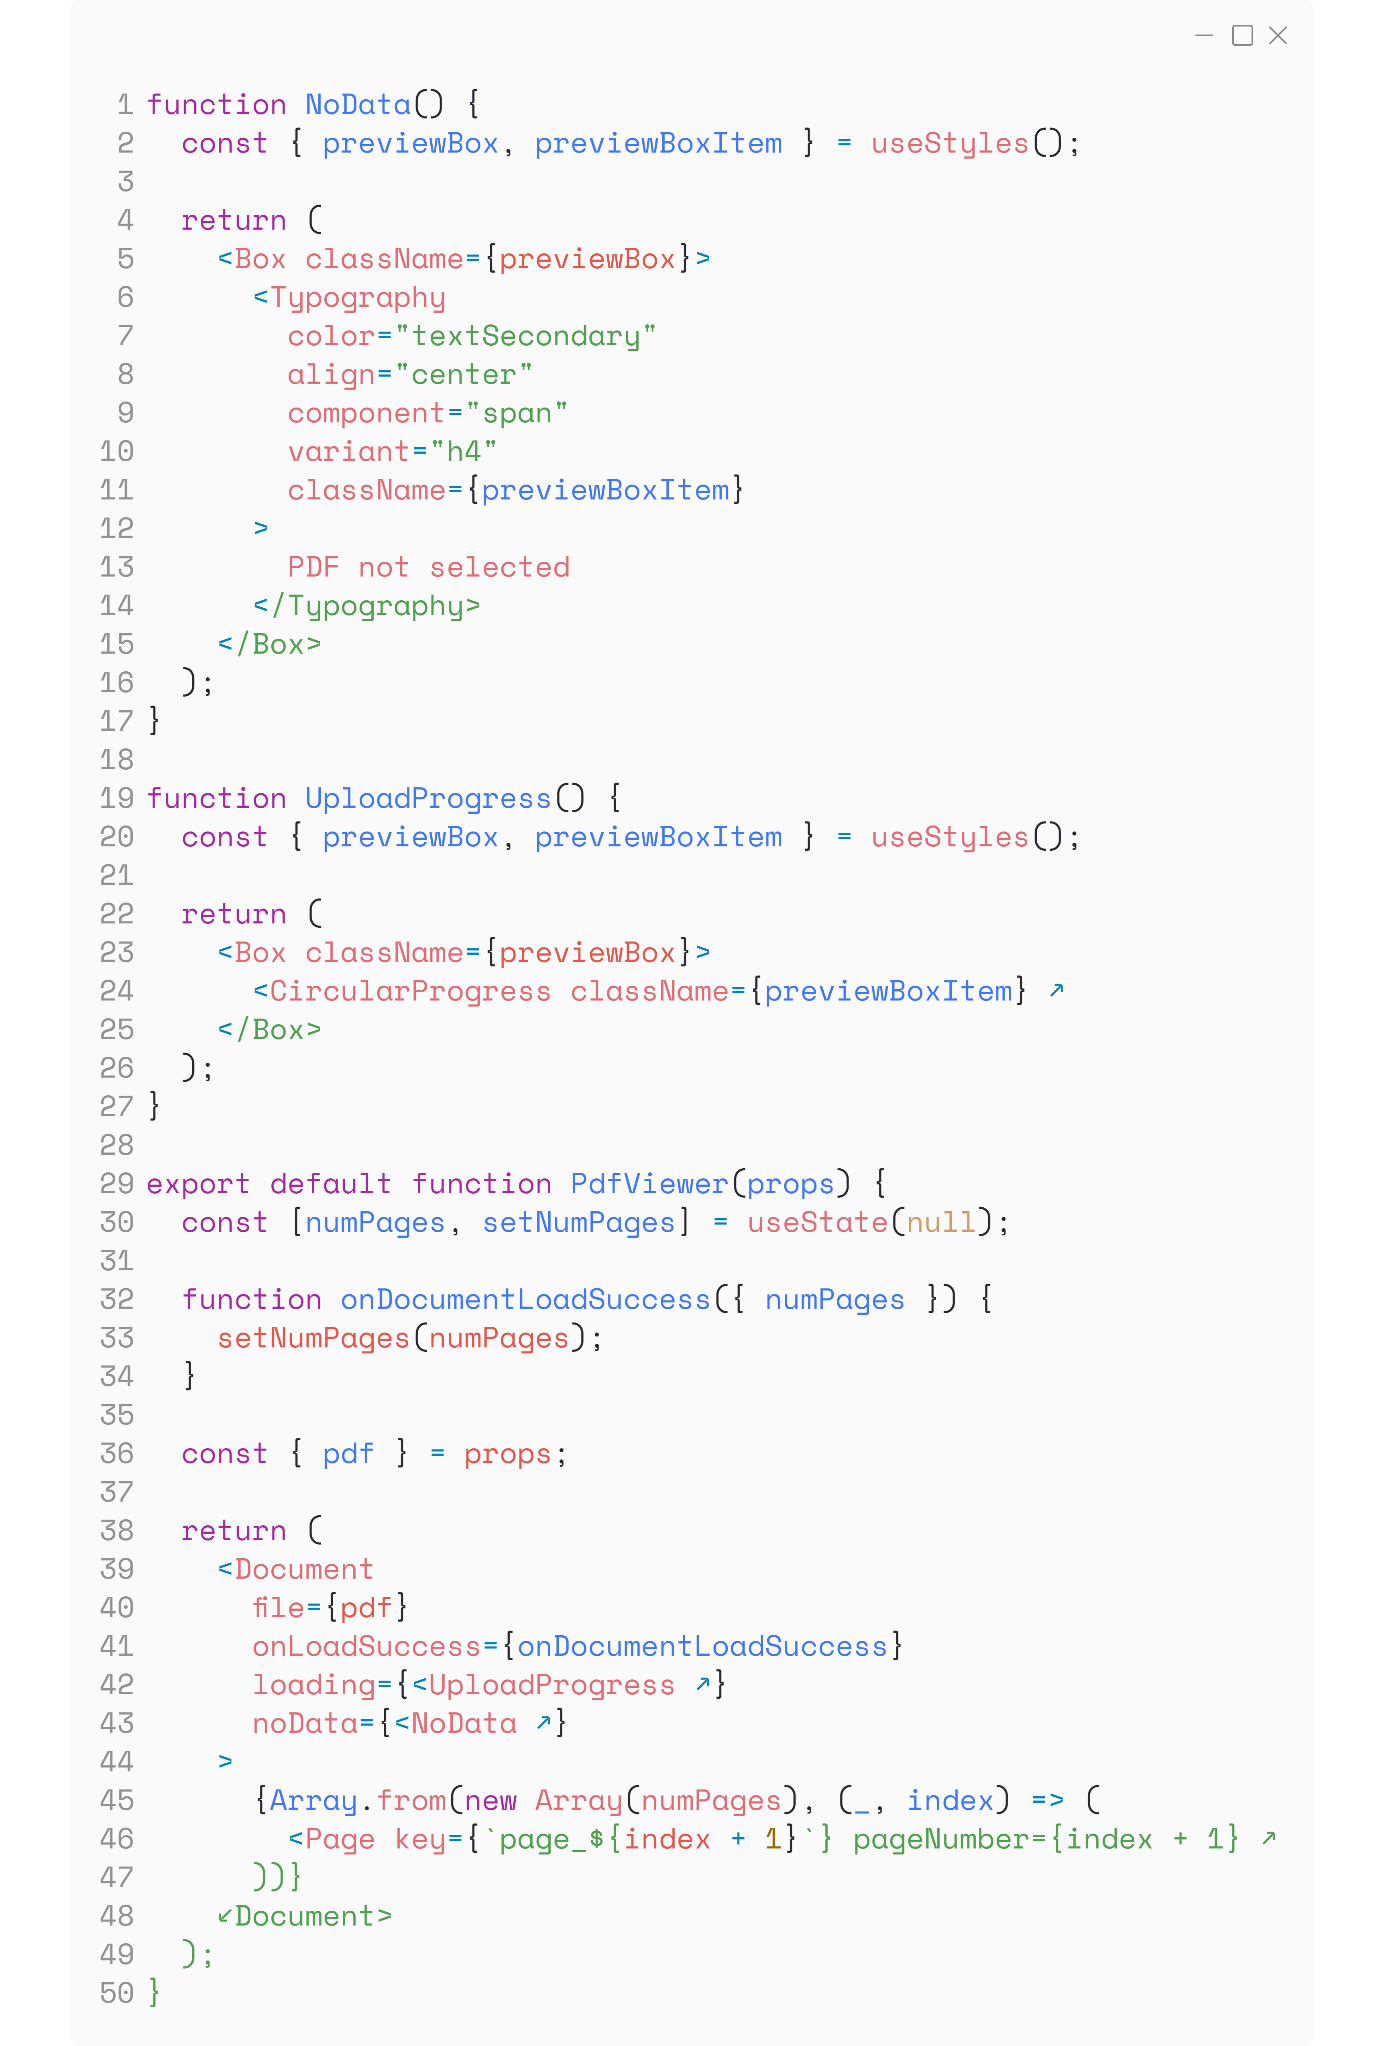 1 function NoData() {
2   const { previewBox, previewBoxItem } = useStyles();
3
4   return (
5     <Box className={previewBox}>
6       <Typography
7         color="textSecondary"
8         align="center"
9         component="span"
10         variant="h4"
11         className={previewBoxItem}
12       >
13         PDF not selected
14       </Typography>
15     </Box>
16   );
17 }
18
19 function UploadProgress() {
20   const { previewBox, previewBoxItem } = useStyles();
21
22   return (
23     <Box className={previewBox}>
24       <CircularProgress className={previewBoxItem} ↗
25     </Box>
26   );
27 }
28
29 export default function PdfViewer(props) {
30   const [numPages, setNumPages] = useState(null);
31
32   function onDocumentLoadSuccess({ numPages }) {
33     setNumPages(numPages);
34   }
35
36   const { pdf } = props;
37
38   return (
39     <Document
40       file={pdf}
41       onLoadSuccess={onDocumentLoadSuccess}
42       loading={<UploadProgress ↗}
43       noData={<NoData ↗}
44     >
45       {Array.from(new Array(numPages), (_, index) => (
46         <Page key={`page_${index + 1}`} pageNumber={index + 1} ↗
47       ))}
48     ↙Document>
49   );
50 }